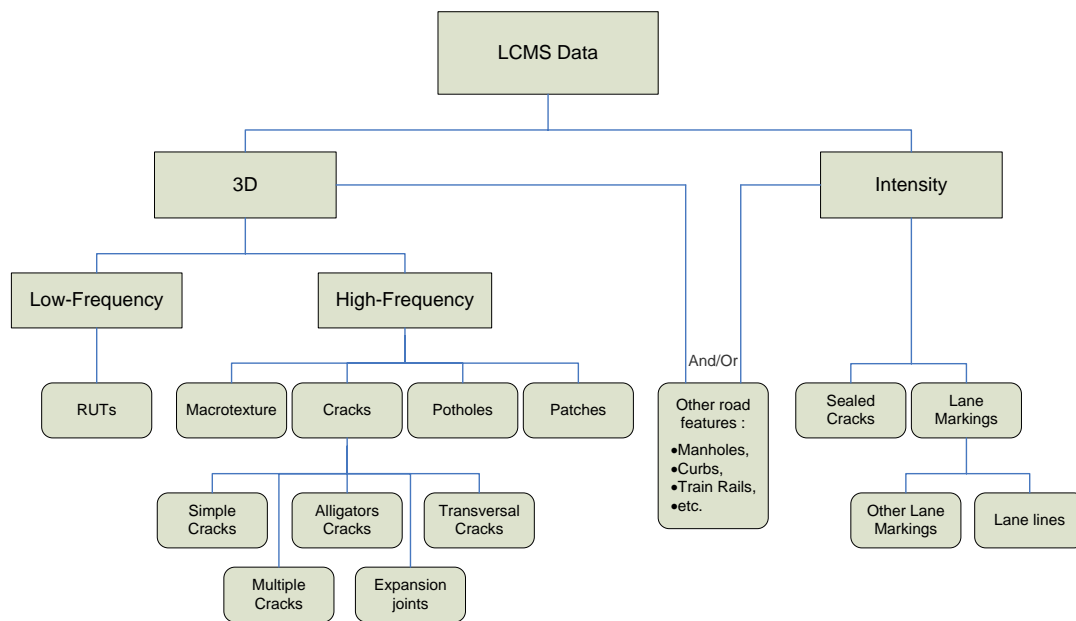 LCMS Data
3D
Intensity
Low-Frequency
High-Frequency
And/Or
RUTs
Macrotexture
Cracks
Potholes
Patches
Other road
features :
•Manholes,
•Curbs,
•Train Rails,
•etc.
Sealed
Cracks
Lane
Markings
Simple
Cracks
Alligators
Cracks
Transversal
Cracks
Other Lane
Markings
Lane lines
Multiple
Cracks
Expansion
joints